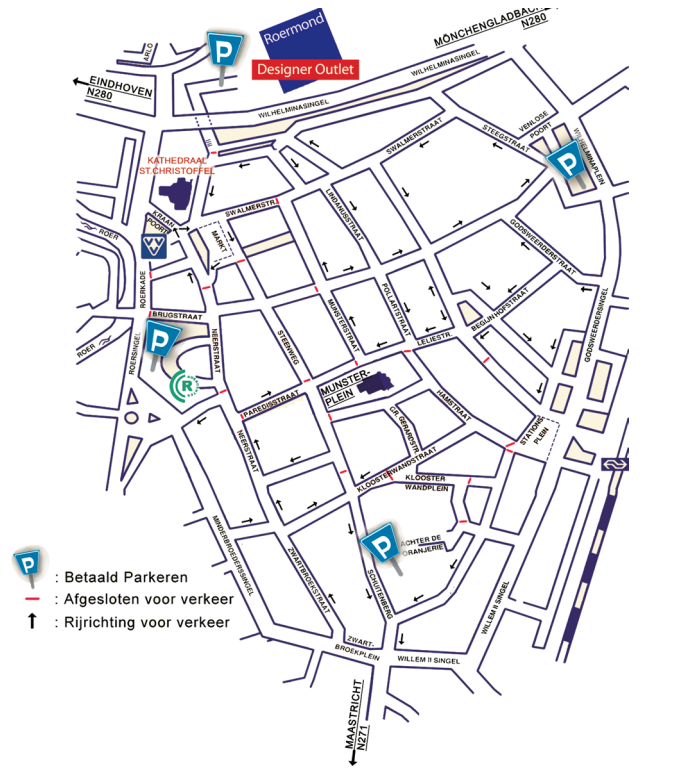 MÖNCHENGLADBACH
N280
ARLO
P
Roermond
Designer Outlet
EINDHOVEN
N280
WILHELMINASINGEL
WILHELMINASINGEL
VENLOSE
POORT
STEEGSTRAAT
WILHELMINAPLEIN
P
SWALMERSTRAAT
KATHEDRAAL
ST.CHRISTOFFEL
SWALMERSTR.
LINDANUSSTRAAT
KRAAN
POORT
MARKT
ROER
VVV
GODSWEERDERSTRAAT
ROERKADE
BRUGSTRAAT
MUNSTERSTRAAT
POLLARTSTRAAT
BEGIJNHOFSTRAAT
GODSWEERDERSINGEL
P
ROER
ROERSINGEL
NEERSTRAAT
STEENWEG
LELIESTR.
R
MUNSTER-
PLEIN
PAREDISSTRAAT
HAMSTRAAT
GR. GERARDSTR.
STATIONS
PLEIN
NEERSTRAAT
KLOOSTERWANDSTRAAT
KLOOSTER
WANDPLEIN
MINDERBROEDERSSINGEL
ZWARTBROEKSTRAAT
P
ACHTER DE
ORANJERIE
SCHUITENBERG
WILLEM II SINGEL
ZWART-
BROEKPLEIN
WILLEM II SINGEL
MAASTRICHT
N271
P
: Betaald Parkeren
: Afgesloten voor verkeer
: Rijrichting voor verkeer